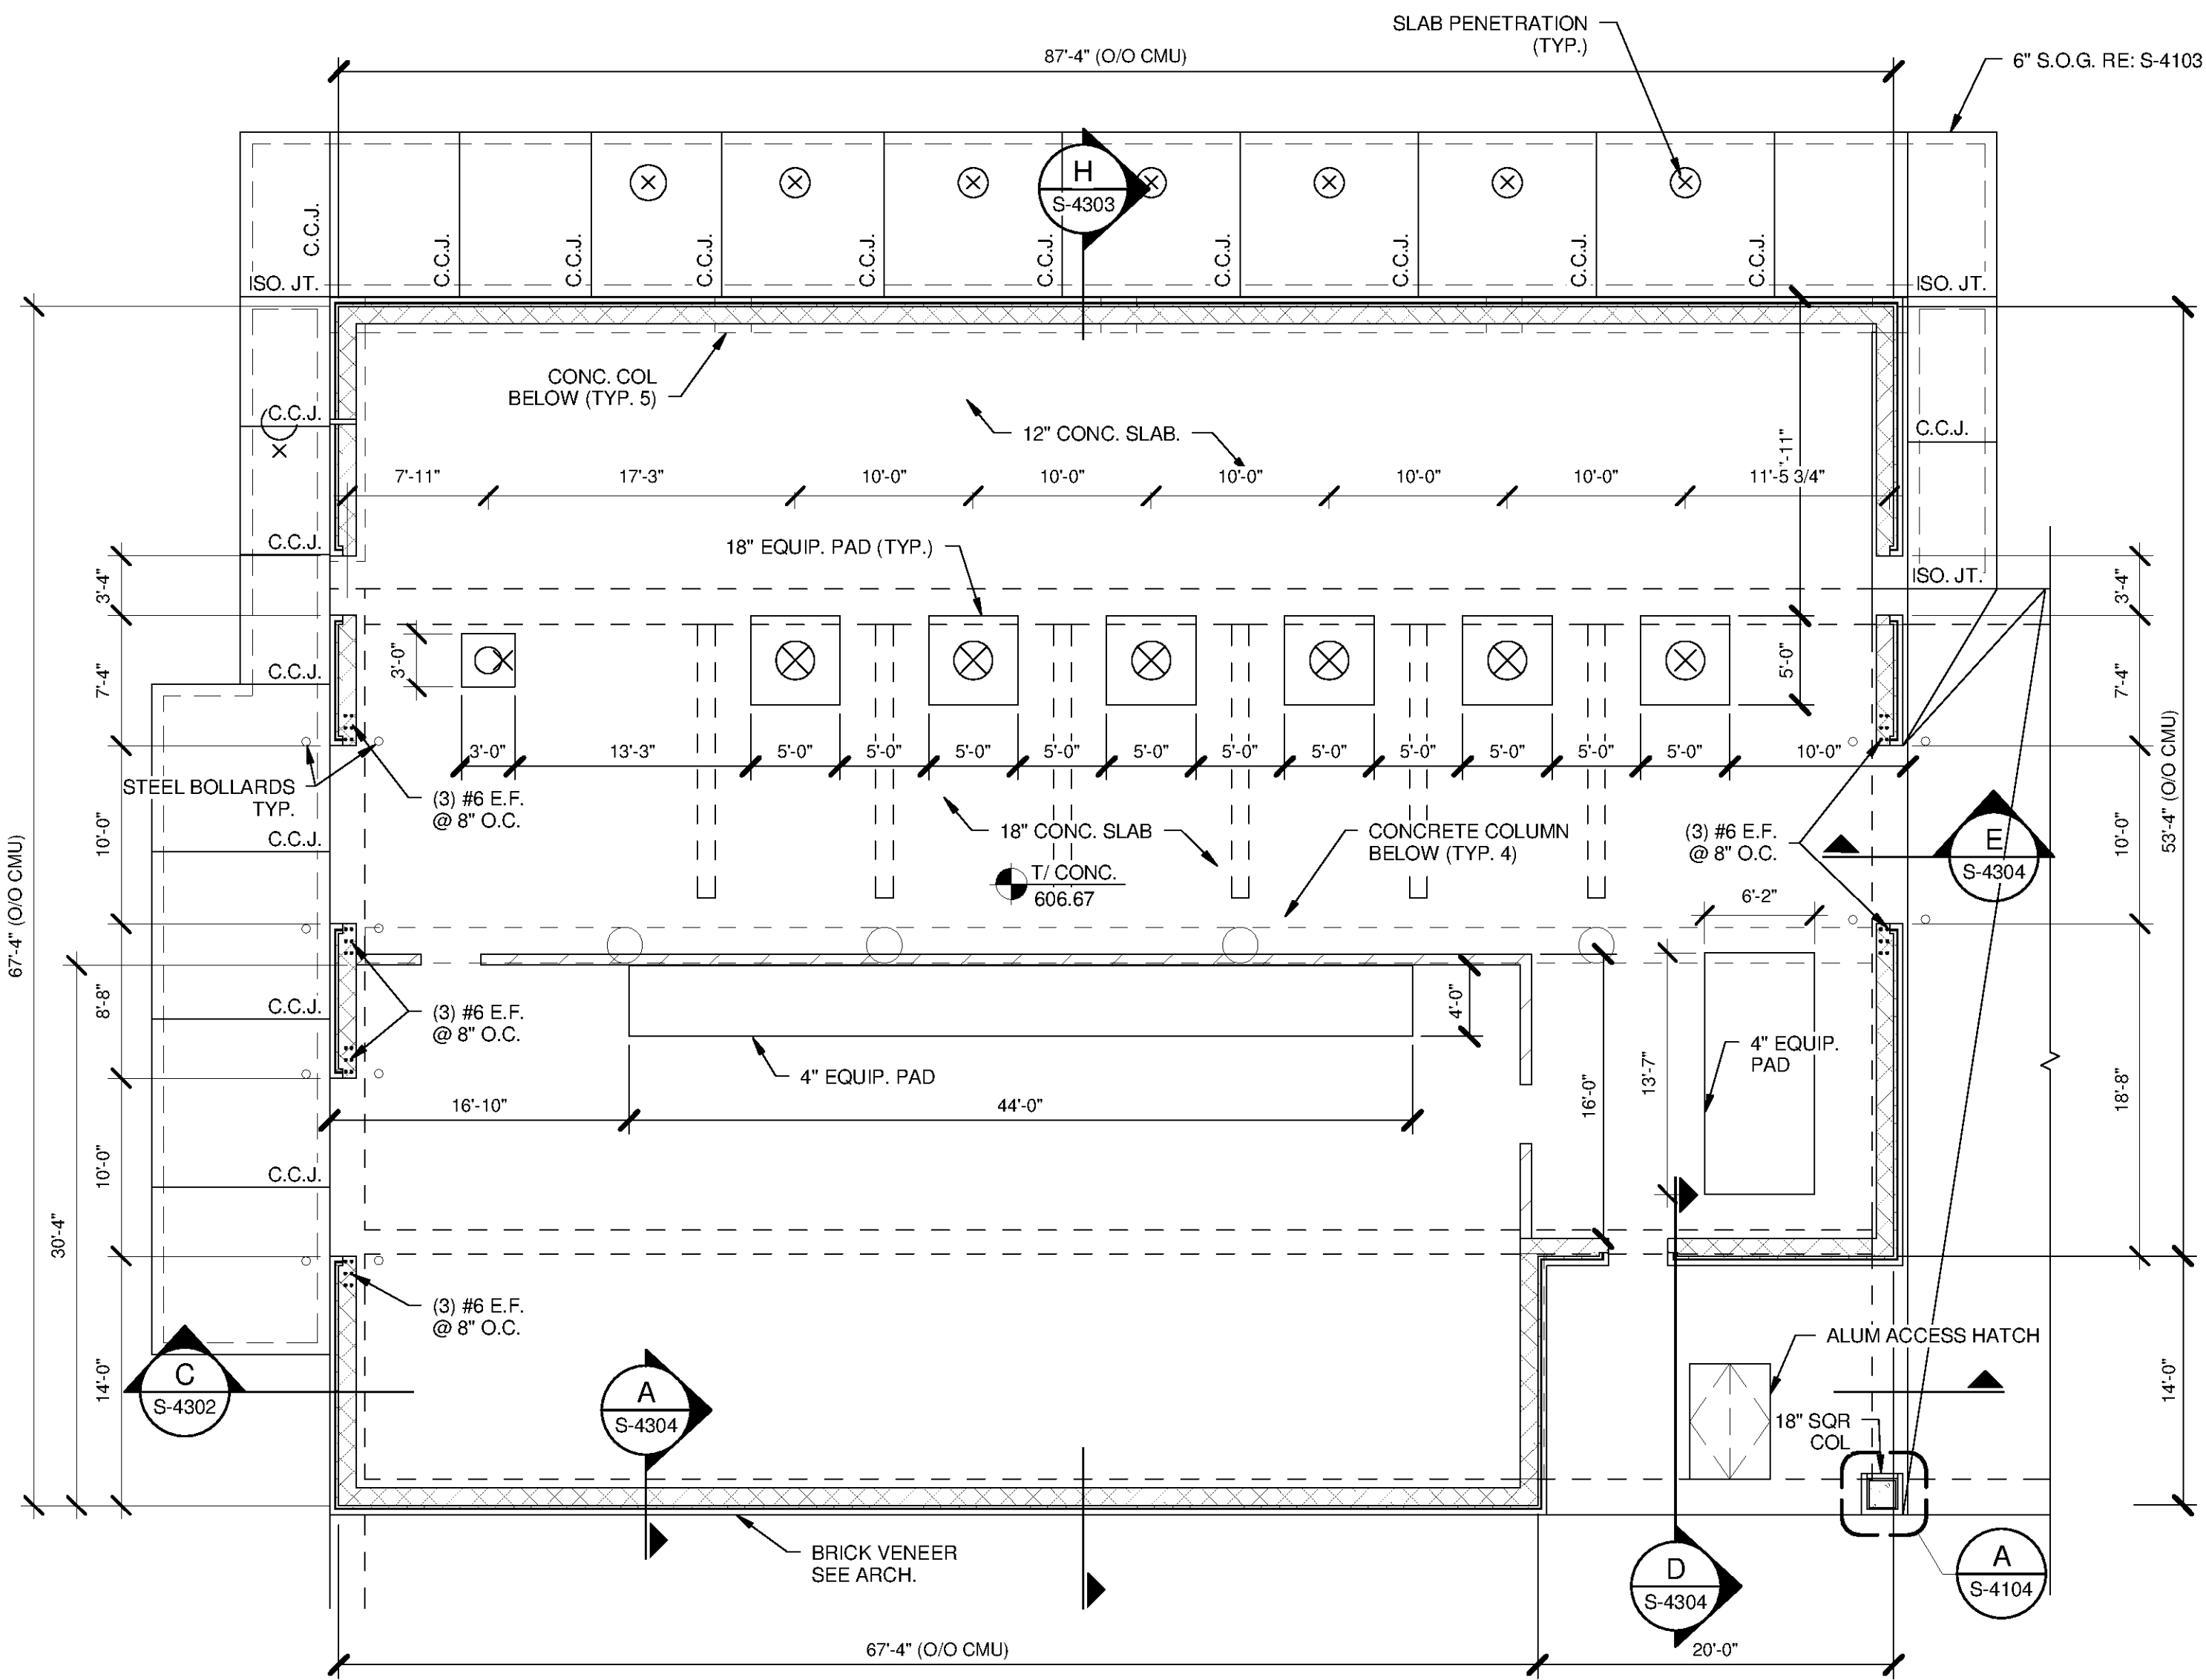 SLAB PENETRATION
(TYP.)
87'-4" (O/O CMU)
6" S.O.G. RE: S-4103
H
S-4303
C.C.J.
C.C.J.
C.C.J.
C.C.J.
C.C.J.
C.C.J.
C.C.J.
C.C.J.
C.C.J.
C.C.J.
ISO. JT.
ISO. JT.
CONC. COL
BELOW (TYP. 5)
12" CONC. SLAB.
C.C.J.
C.C.J.
'-11"
7'-11"
17'-3"
10'-0"
10'-0"
10'-0"
10'-0"
10'-0"
11'-5 3/4"
C.C.J.
18" EQUIP. PAD (TYP.)
ISO. JT.
3'-4"
3'-4"
3'-0"
5'-0"
C.C.J.
7'-4"
7'-4"
3'-0"
13'-3"
5'-0"
5'-0"
5'-0"
5'-0"
5'-0"
5'-0"
5'-0"
5'-0"
5'-0"
5'-0"
5'-0"
10'-0"
STEEL BOLLARDS
TYP.
(3) #6 E.F.
@ 8" O.C.
53'-4" (O/O CMU)
10'-0"
C.C.J.
18" CONC. SLAB
CONCRETE COLUMN
BELOW (TYP. 4)
(3) #6 E.F.
@ 8" O.C.
E
S-4304
10'-0"
T/ CONC.
606.67
6'-2"
67'-4" (O/O CMU)
8'-8"
C.C.J.
(3) #6 E.F.
@ 8" O.C.
4'-0"
4" EQUIP.
PAD
4" EQUIP. PAD
13'-7"
16'-0"
18'-8"
16'-10"
44'-0"
10'-0"
C.C.J.
30'-4"
(3) #6 E.F.
@ 8" O.C.
ALUM ACCESS HATCH
14'-0"
C
S-4302
A
S-4304
18" SQR
COL
14'-0"
BRICK VENEER
SEE ARCH.
D
S-4304
A
S-4104
67'-4" (O/O CMU)
20'-0"